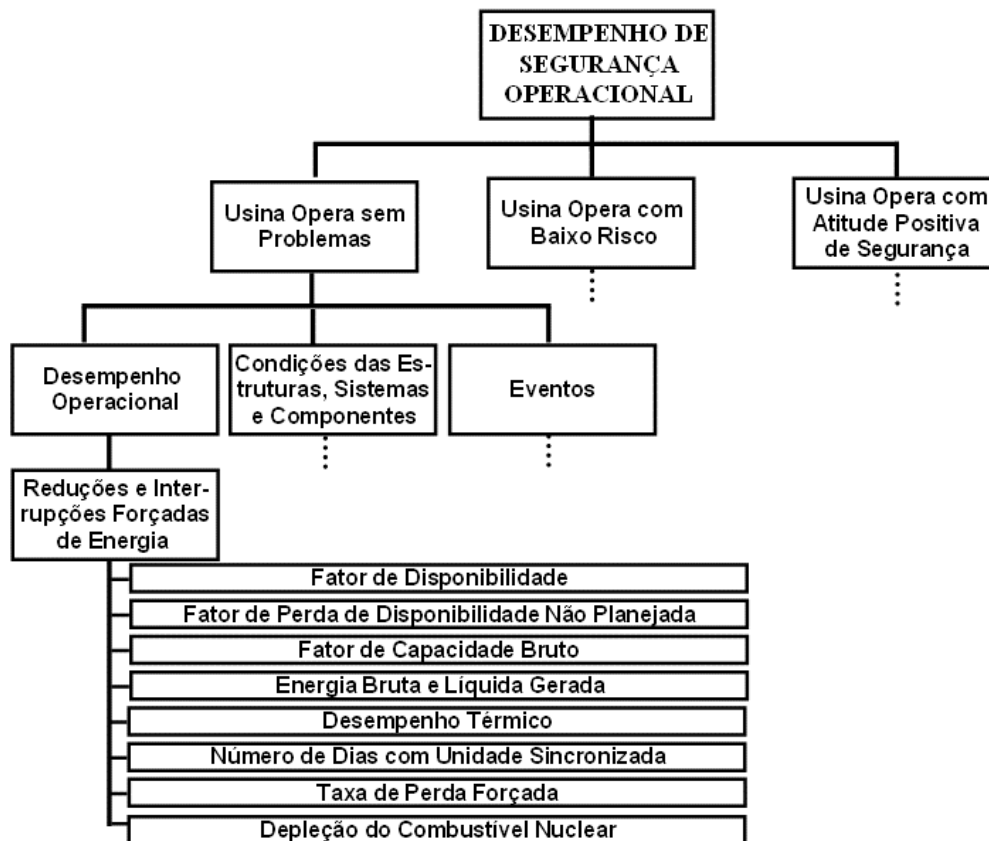 DESEMPENHO DE
SEGURANÇA
OPERACIONAL
Usina Opera sem
Problemas
Usina Opera com
Baixo Risco
Usina Opera com
Atitude Positiva
de Segurança
Desempenho
Operacional
Condições das Es-
truturas, Sistemas
e Componentes
Eventos
Reduções e Inter-
rupções Forçadas
de Energia
Fator de Disponibilidade
Fator de Perda de Disponibilidade Não Planejada
Fator de Capacidade Bruto
Energia Bruta e Líquida Gerada
Desempenho Térmico
Número de Dias com Unidade Sincronizada
Taxa de Perda Forçada
Depleção do Combustível Nuclear